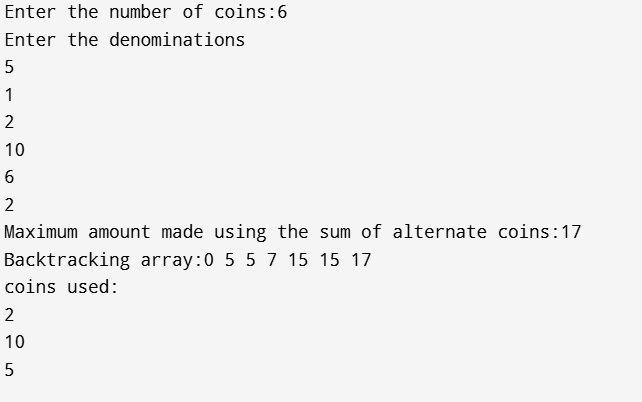 Enter the number of coins:6
Enter the denominations
5
1
2
10
6
2
Maximum amount made using the sum of alternate coins:17
Backtracking array:0 5 5 7 15 15 17
coins used:
2
10
5